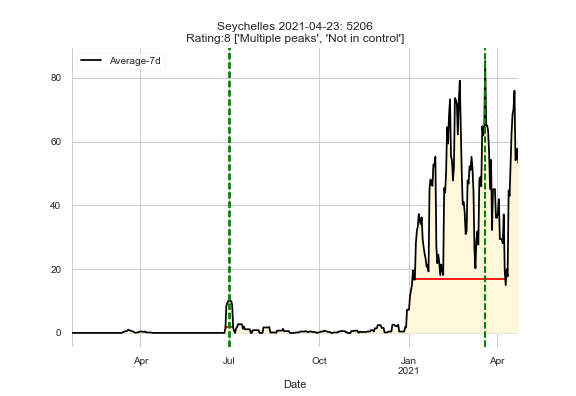 Seychelles 2021-04-23: 5206
Rating:8 ['Multiple peaks', 'Not in control']
Average-7d
80
60
40
20
0
Apr
Jul
Oct
Jan
2021
Apr
Date